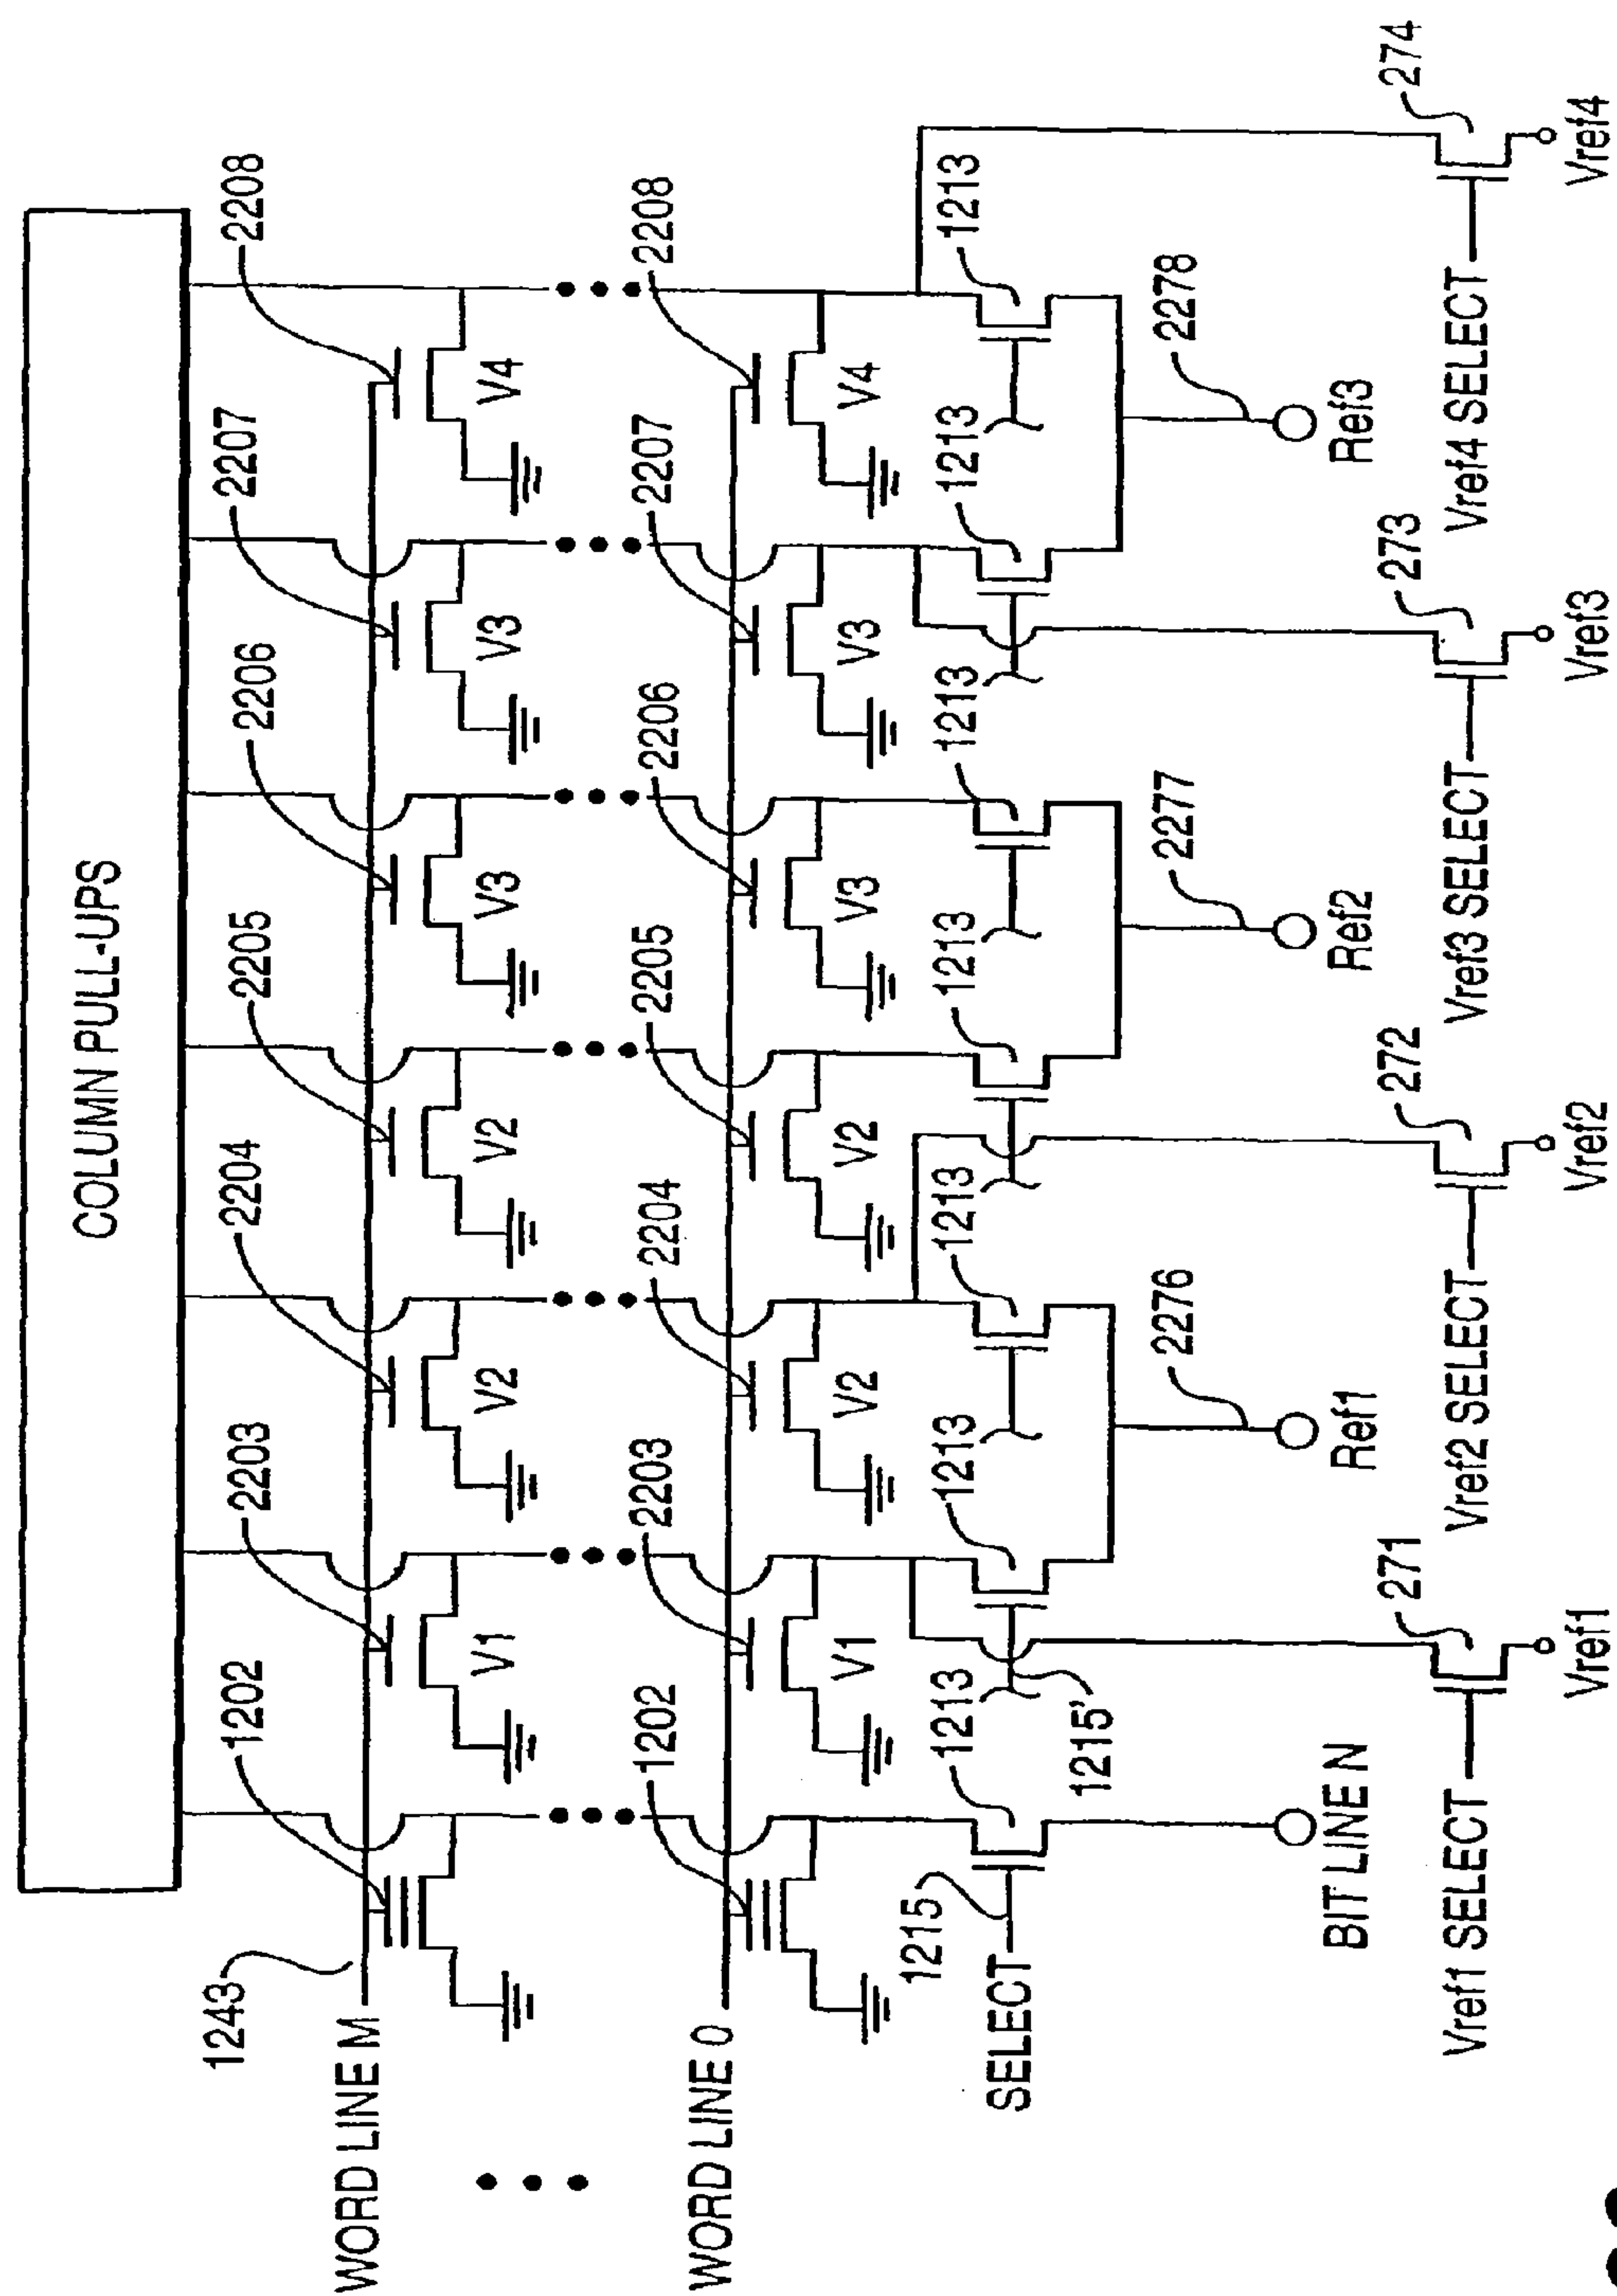 COLUMN PULL-UPS
1243
1202
2203
2204
2205
2206
2207
2208
WORD LINE M
V1
V2
V2
V3
V3
V4
1202
2203
2204
2205
2206
2207
2208
WORD LINE 0
V1
V2
V2
V3
V3
V4
1215
1213
1213
1213
1213
1213
1213
1213
SELECT
1215'
2276
2277
2278
BIT LINE N
Ref1
Ref2
Ref3
271
272
273
274
Vref1 SELECT
Vref2 SELECT
Vref3 SELECT
Vref4 SELECT
Vref1
Vref2
Vref3
Vref4